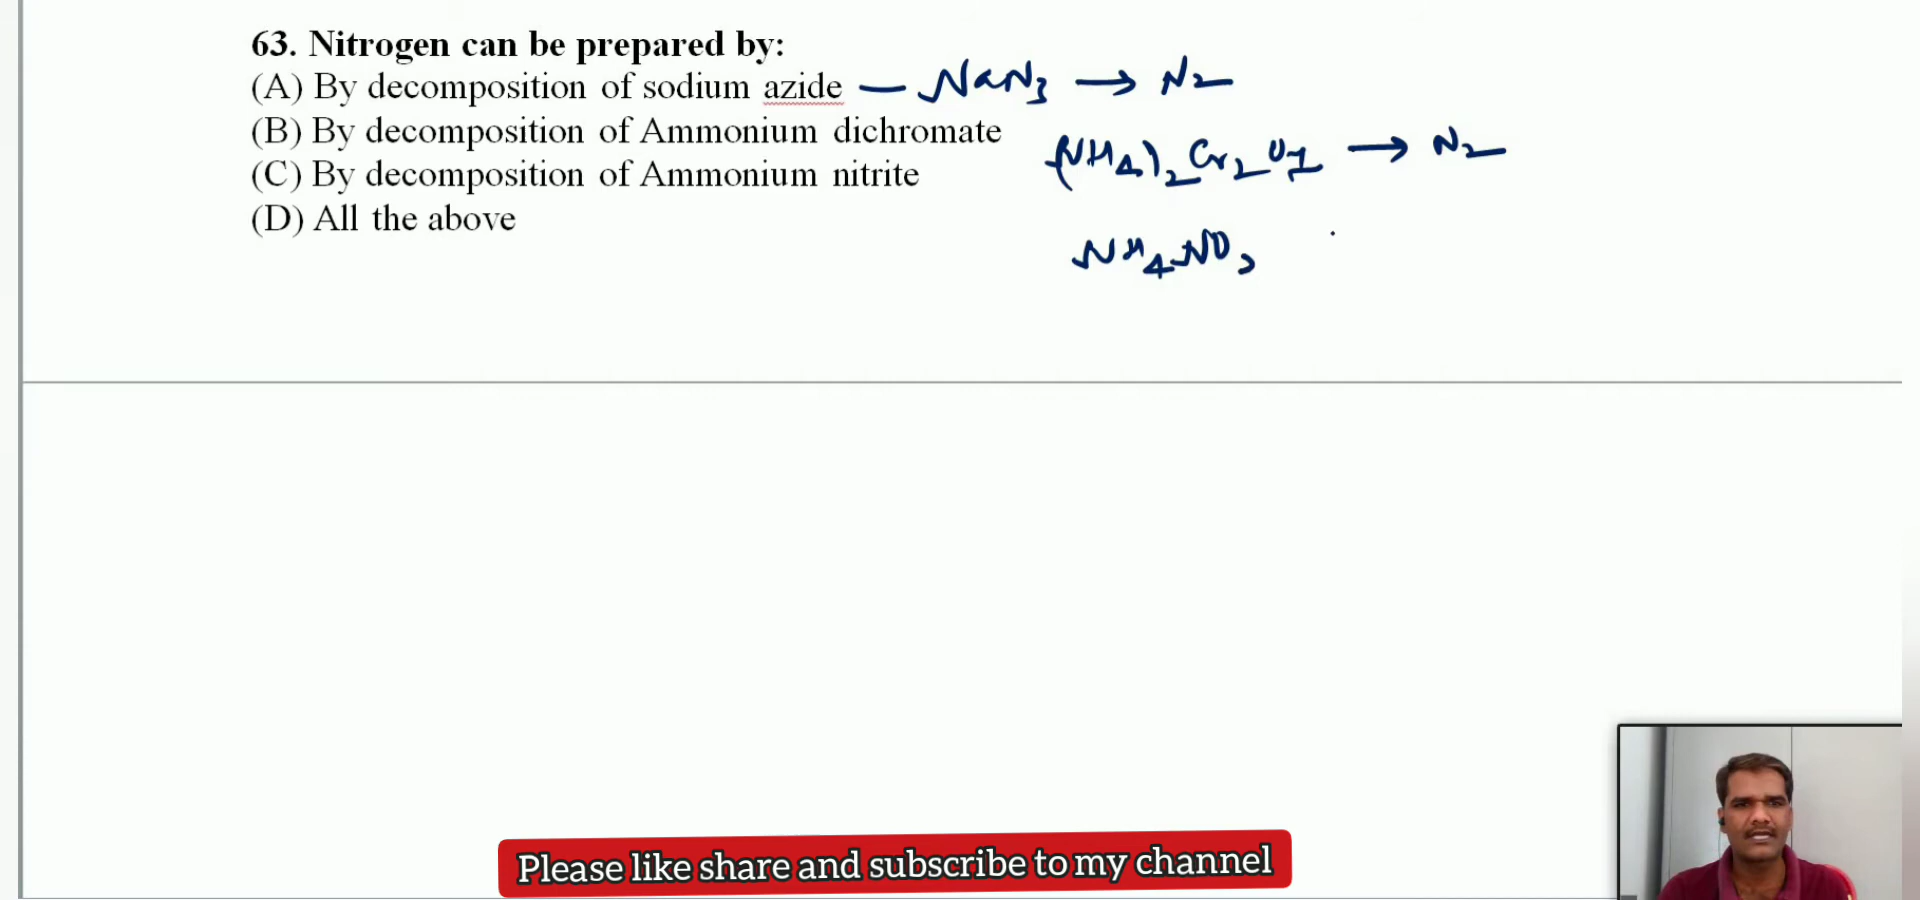 63. Nitrogen can be prepared by:
(A) By decomposition of sodium azide — NaN₃ → N₂
(B) By decomposition of Ammonium dichromate
(NH₄)₂Cr₂O₇ → N₂
(C) By decomposition of Ammonium nitrite
(D) All the above
NH₄NO₂
Please like share and subscribe to my channel